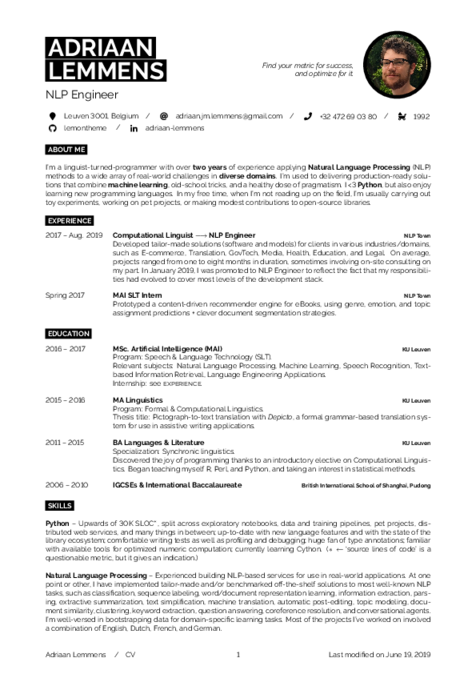 ADRIAAN
LEMMENS
Find your metric for success,
and optimize for it.
NLP Engineer
Leuven 3001, Belgium / adriaan.jm.lemmens@gmail.com / +32 472 69 03 80 / 1992
lemontheme / adriaan-lemmens
ABOUT ME
I'm a linguist-turned-programmer with over two years of experience applying Natural Language Processing (NLP)
methods to a wide array of real-world challenges in diverse domains. I'm used to delivering production-ready solu-
tions that combine machine learning, old-school tricks, and a healthy dose of pragmatism. I <3 Python, but also enjoy
learning new programming languages. In my free time, when I'm not reading up on the field, I'm usually carrying out
toy experiments, working on pet projects, or making modest contributions to open-source libraries.
EXPERIENCE
2017 – Aug. 2019 Computational Linguist ⟶ NLP Engineer NLP Town
Developed tailor-made solutions (software and models) for clients in various industries/domains,
such as E-commerce, Translation, GovTech, Media, Health, Education, and Legal. On average,
projects ranged from one to eight months in duration, sometimes involving on-site consulting on
my part. In January 2019, I was promoted to NLP Engineer to reflect the fact that my responsibili-
ties had evolved to cover most levels of the development stack.
Spring 2017 MAI SLT Intern NLP Town
Prototyped a content-driven recommender engine for eBooks, using genre, emotion, and topic
assignment predictions + clever document segmentation strategies.
EDUCATION
2016 – 2017 MSc. Artificial Intelligence (MAI) KU Leuven
Program: Speech & Language Technology (SLT).
Relevant subjects: Natural Language Processing, Machine Learning, Speech Recognition, Text-
based Information Retrieval, Language Engineering Applications.
Internship: SEE EXPERIENCE.
2015 – 2016 MA Linguistics KU Leuven
Program: Formal & Computational Linguistics.
Thesis title: Pictograph-to-text translation with Depicto, a formal grammar-based translation sys-
tem for use in assistive writing applications.
2011 – 2015 BA Languages & Literature KU Leuven
Specialization: Synchronic linguistics.
Discovered the joy of programming thanks to an introductory elective on Computational Linguis-
tics. Began teaching myself R, Perl, and Python, and taking an interest in statistical methods.
2006 – 2010 IGCSEs & International Baccalaureate British International School of Shanghai, Pudong
SKILLS
Python – Upwards of 30K SLOC*, split across exploratory notebooks, data and training pipelines, pet projects, dis-
tributed web services, and many things in between; up-to-date with new language features and with the state of the
library ecosystem; comfortable writing tests as well as profiling and debugging; huge fan of type annotations; familiar
with available tools for optimized numeric computation; currently learning Cython. (* ← 'source lines of code' is a
questionable metric, but it gives an indication.)
Natural Language Processing – Experienced building NLP-based services for use in real-world applications. At one
point or other, I have implemented tailor-made and/or benchmarked off-the-shelf solutions to most well-known NLP
tasks, such as classification, sequence labeling, word/document representation learning, information extraction, pars-
ing, extractive summarization, text simplification, machine translation, automatic post-editing, topic modeling, docu-
ment similarity, clustering, keyword extraction, question answering, coreference resolution, and conversational agents.
I'm well-versed in bootstrapping data for domain-specific learning tasks. Most of the projects I've worked on involved
a combination of English, Dutch, French, and German.
Adriaan Lemmens / CV 1 Last modified on June 19, 2019